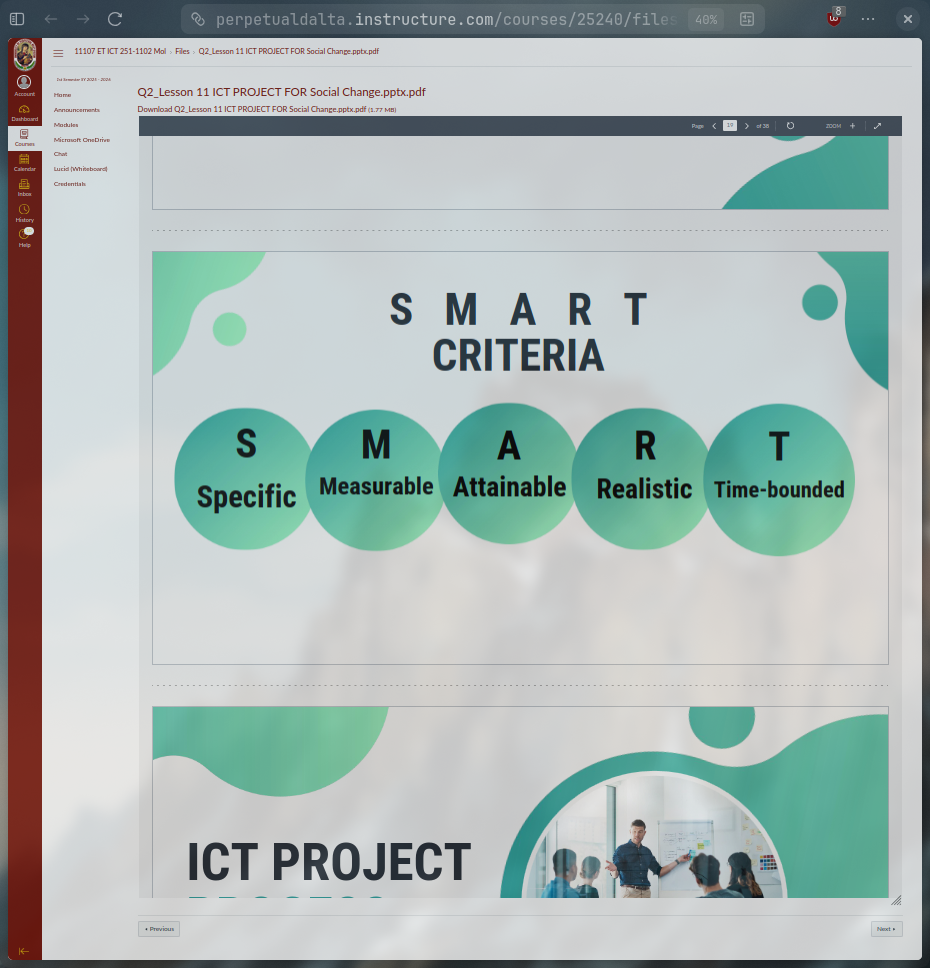 perpetualdalta.instructure.com/courses/25240/files
40%
8
11107 ET ICT 251-1102 Mol › Files › Q2_Lesson 11 ICT PROJECT FOR Social Change.pptx.pdf
Account
Dashboard
Courses
Calendar
Inbox
History
Help
1st Semester SY 2025 - 2026
Home
Announcements
Modules
Microsoft OneDrive
Chat
Lucid (Whiteboard)
Credentials
Q2_Lesson 11 ICT PROJECT FOR Social Change.pptx.pdf
Download Q2_Lesson 11 ICT PROJECT FOR Social Change.pptx.pdf (1.77 MB)
Page 19 of 38 ZOOM
S M A R T
CRITERIA
S M A R T
Specific Measurable Attainable Realistic Time-bounded
ICT PROJECT
Previous
Next